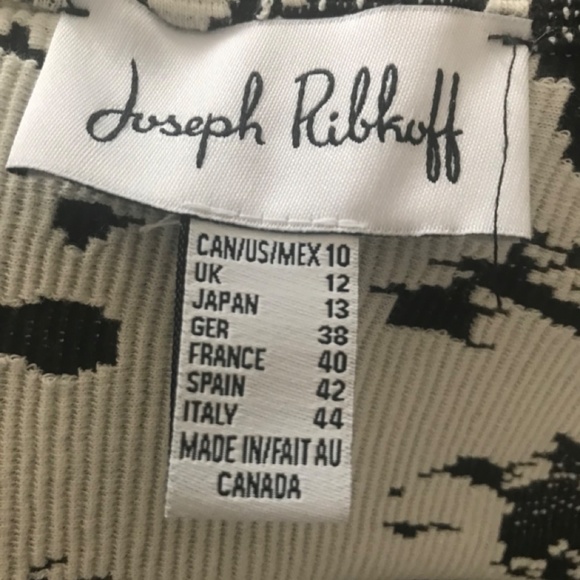 Joseph Ribkoff
CAN/US/MEX 10
UK 12
JAPAN 13
GER 38
FRANCE 40
SPAIN 42
ITALY 44
MADE IN/FAIT AU
CANADA